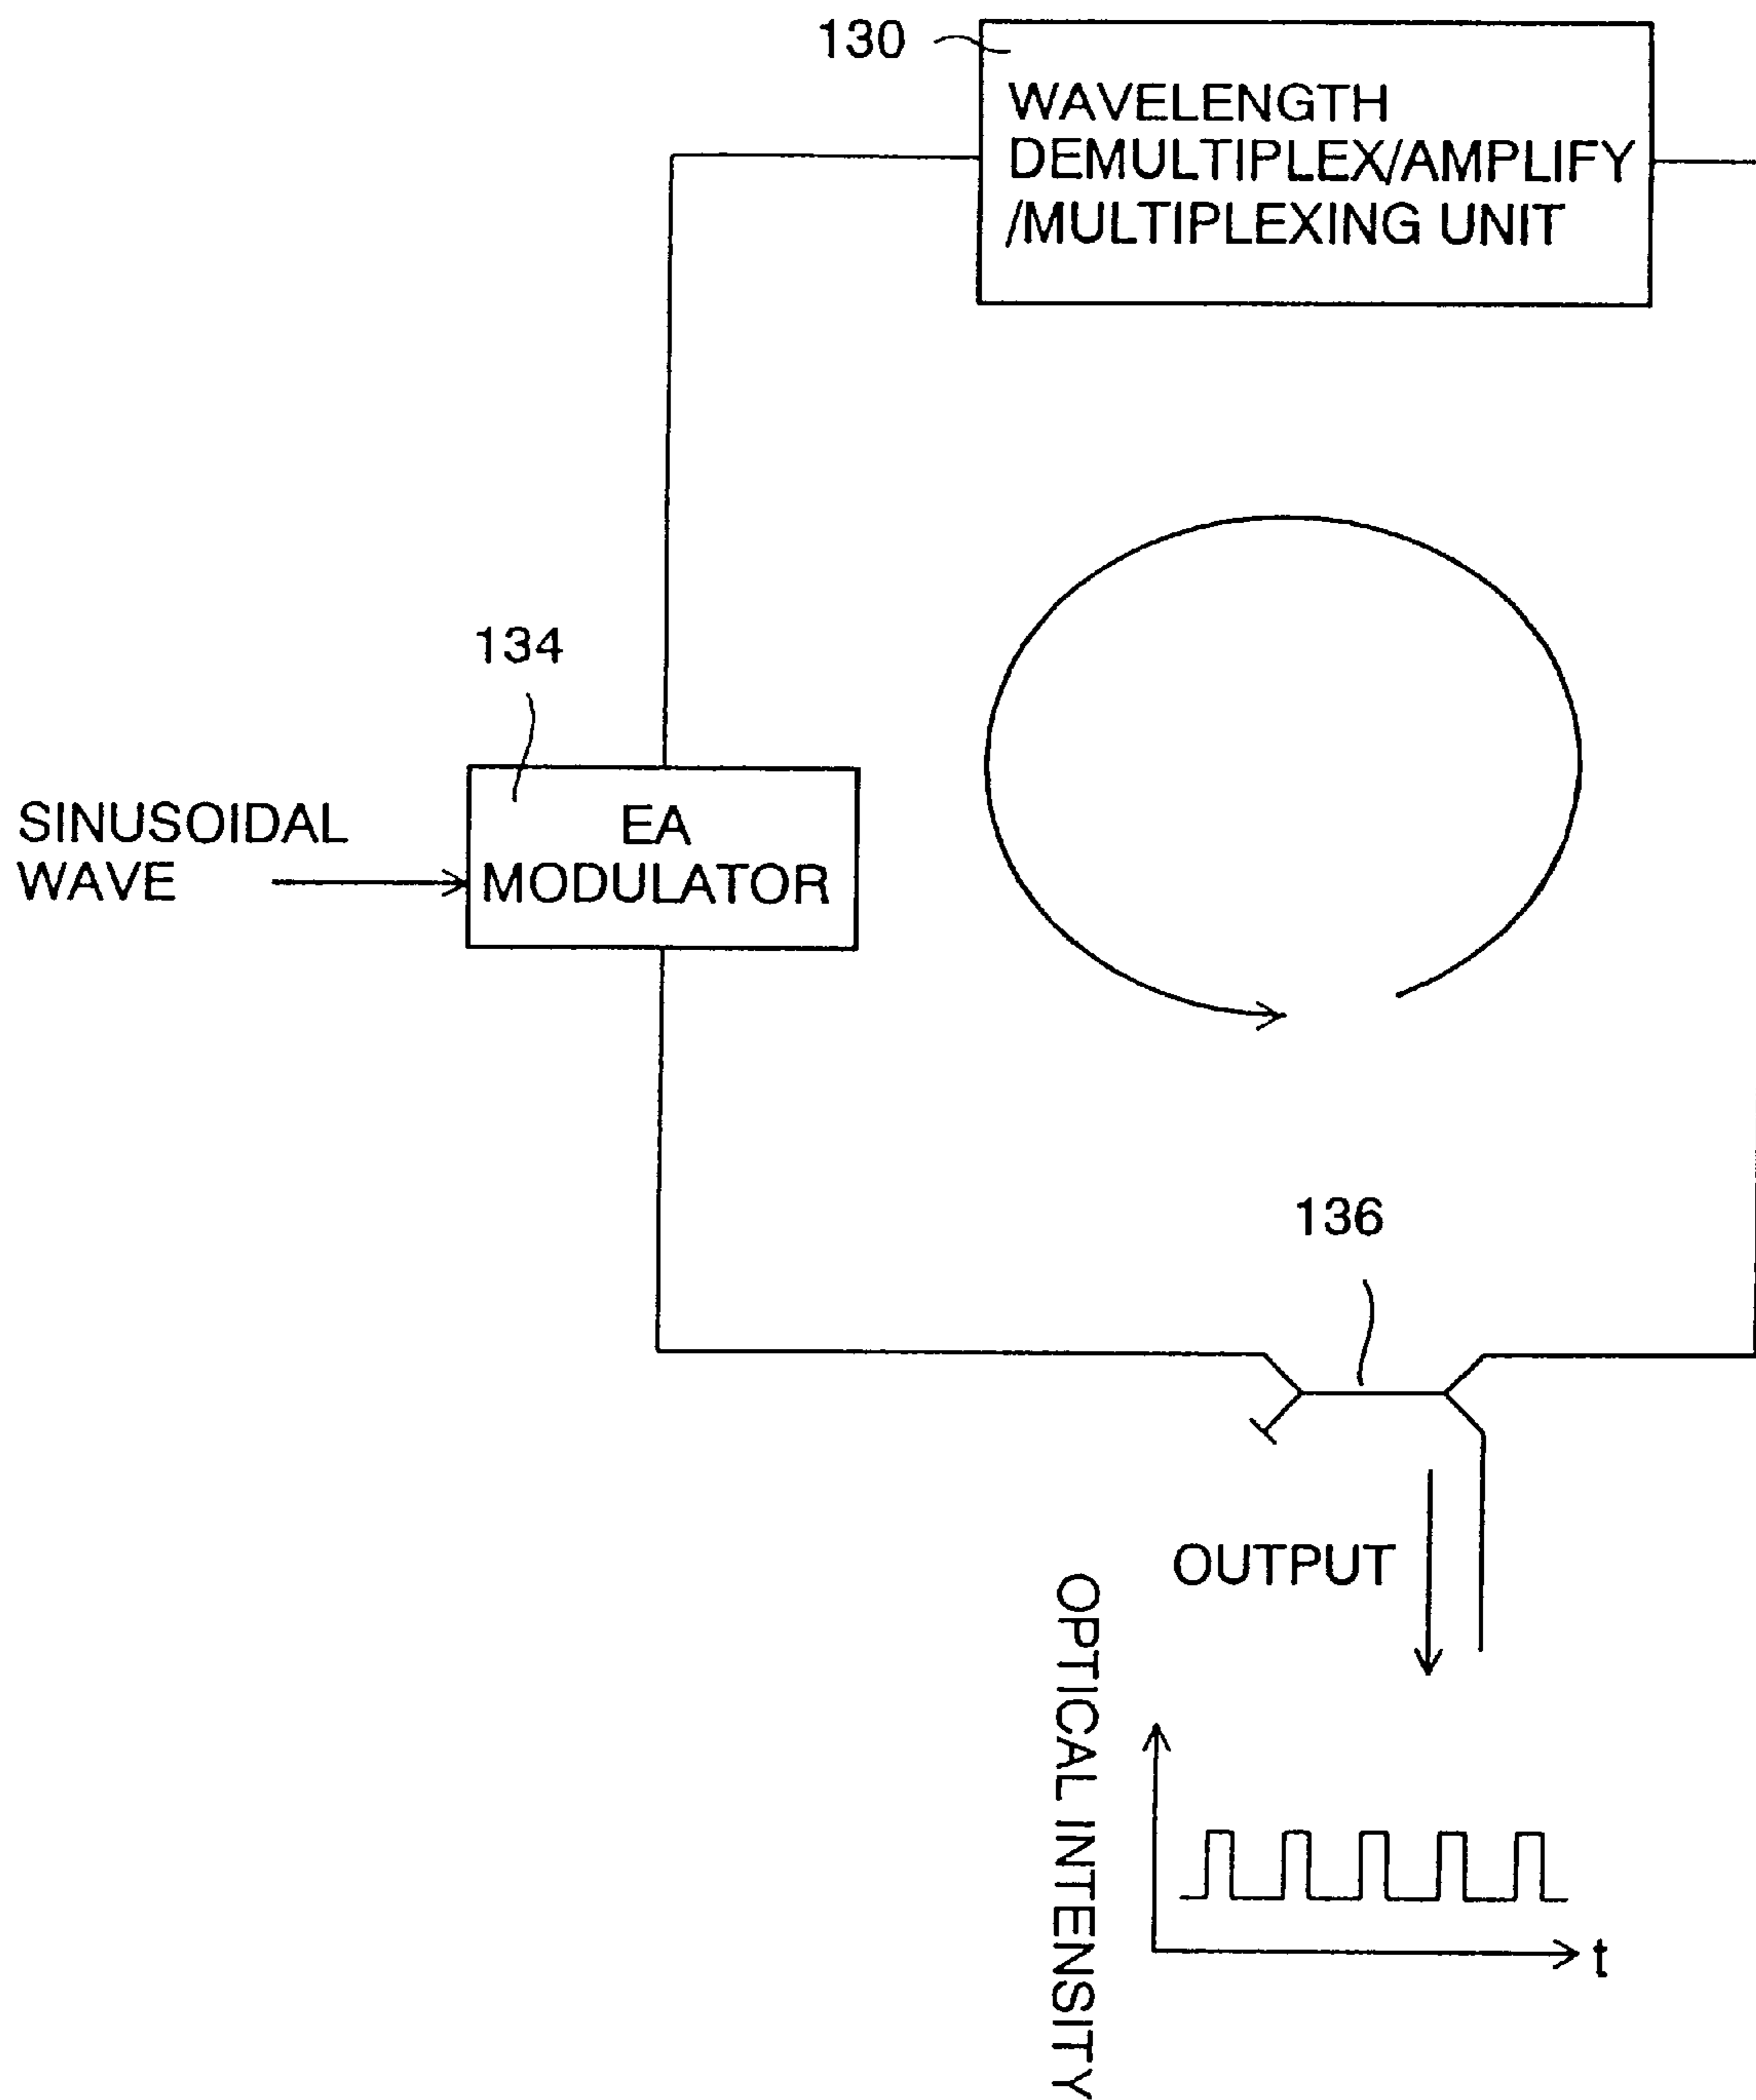 130
WAVELENGTH
DEMULTIPLEX/AMPLIFY
/MULTIPLEXING UNIT
134
SINUSOIDAL
WAVE
EA
MODULATOR
136
OUTPUT
OPTICAL INTENSITY
t